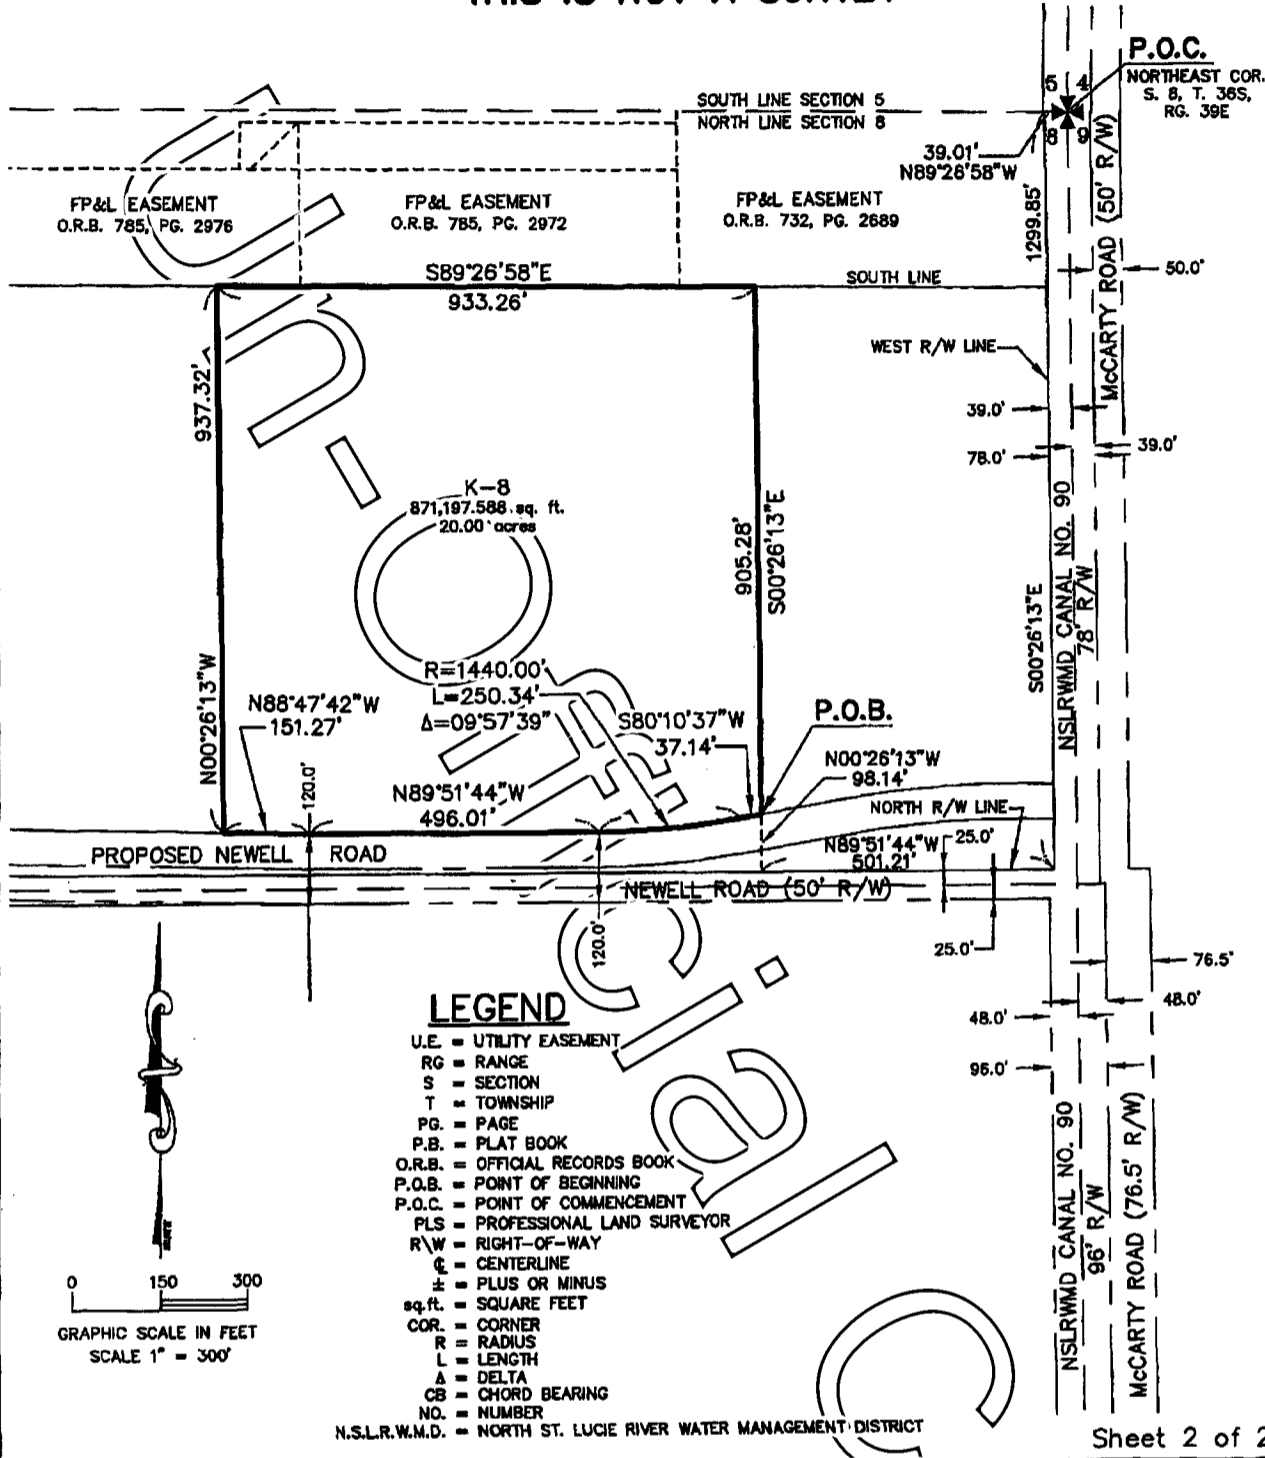 P.O.C.
NORTHEAST COR.
S. 8, T. 36S,
RG. 39E
5 4
8 9
SOUTH LINE SECTION 5
NORTH LINE SECTION 8
39.01'
N89°28'58"W
1299.85'
McCARTY ROAD (50' R/W)
50.0'
FP&L EASEMENT
O.R.B. 785, PG. 2976
FP&L EASEMENT
O.R.B. 785, PG. 2972
FP&L EASEMENT
O.R.B. 732, PG. 2689
S89°26'58"E
933.26'
SOUTH LINE
WEST R/W LINE
937.32'
39.0'
39.0'
78.0'
K-8
871,197.588 sq. ft.
20.00 acres
905.28'
S00°26'13"E
S00°26'13"E
NSLRWMD CANAL NO. 90
78' R/W
N00°26'13"W
R=1440.00'
L=250.34'
Δ=09°57'39"
N88°47'42"W
151.27'
S80°10'37"W
37.14'
P.O.B.
N00°26'13"W
98.14'
120.0'
N89°51'44"W
496.01'
NORTH R/W LINE
N89°51'44"W
501.21'
25.0'
PROPOSED NEWELL ROAD
NEWELL ROAD (50' R/W)
120.0'
25.0'
76.5'
48.0'
48.0'
LEGEND
U.E. = UTILITY EASEMENT
RG = RANGE
S = SECTION
T = TOWNSHIP
PG. = PAGE
P.B. = PLAT BOOK
O.R.B. = OFFICIAL RECORDS BOOK
P.O.B. = POINT OF BEGINNING
P.O.C. = POINT OF COMMENCEMENT
PLS = PROFESSIONAL LAND SURVEYOR
R\W = RIGHT-OF-WAY
℄ = CENTERLINE
± = PLUS OR MINUS
sq.ft. = SQUARE FEET
COR. = CORNER
R = RADIUS
L = LENGTH
Δ = DELTA
CB = CHORD BEARING
NO. = NUMBER
N.S.L.R.W.M.D. = NORTH ST. LUCIE RIVER WATER MANAGEMENT DISTRICT
NSLRWMD CANAL NO. 90
96' R/W
McCARTY ROAD (76.5' R/W)
0 150 300
GRAPHIC SCALE IN FEET
SCALE 1" = 300'
Un-Official C
Sheet 2 of 2